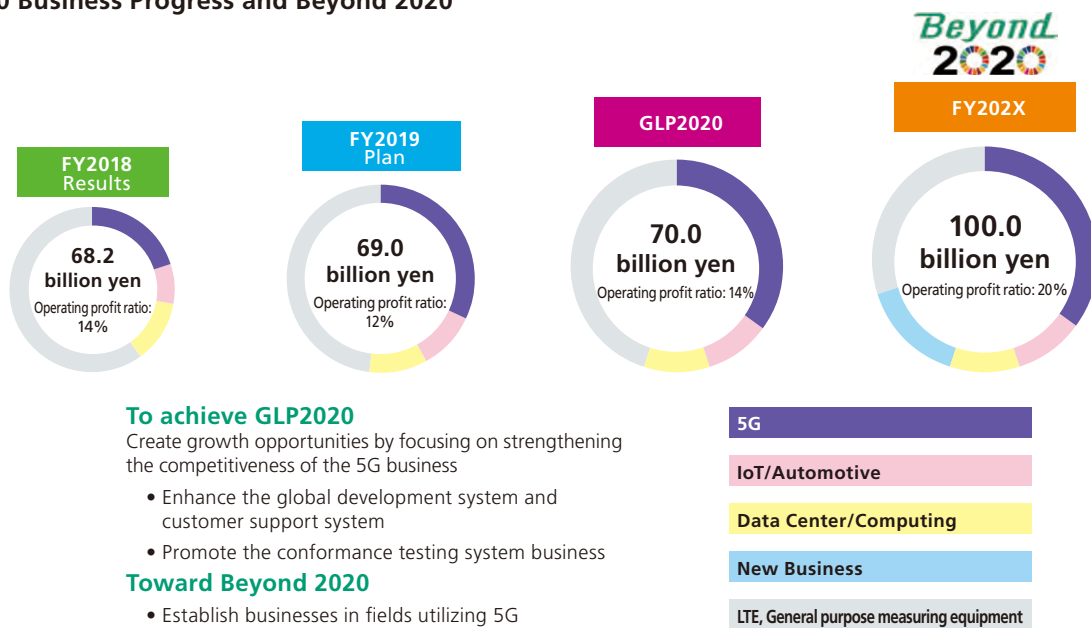 0 Business Progress and Beyond 2020
Beyond
2020
FY2018
Results
FY2019
Plan
GLP2020
FY202X
68.2
billion yen
Operating profit ratio:
14%
69.0
billion yen
Operating profit ratio:
12%
70.0
billion yen
Operating profit ratio: 14%
100.0
billion yen
Operating profit ratio: 20%
To achieve GLP2020
Create growth opportunities by focusing on strengthening
the competitiveness of the 5G business
• Enhance the global development system and
customer support system
• Promote the conformance testing system business
Toward Beyond 2020
• Establish businesses in fields utilizing 5G
5G
IoT/Automotive
Data Center/Computing
New Business
LTE, General purpose measuring equipment